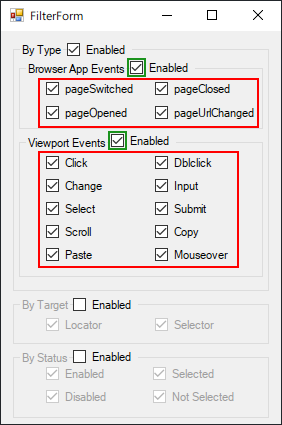 FilterForm
By Type Enabled
Browser App Events Enabled
pageSwitched pageClosed
pageOpened pageUrlChanged
Viewport Events Enabled
Click Dblclick
Change Input
Select Submit
Scroll Copy
Paste Mouseover
By Target Enabled
Locator Selector
By Status Enabled
Enabled Selected
Disabled Not Selected